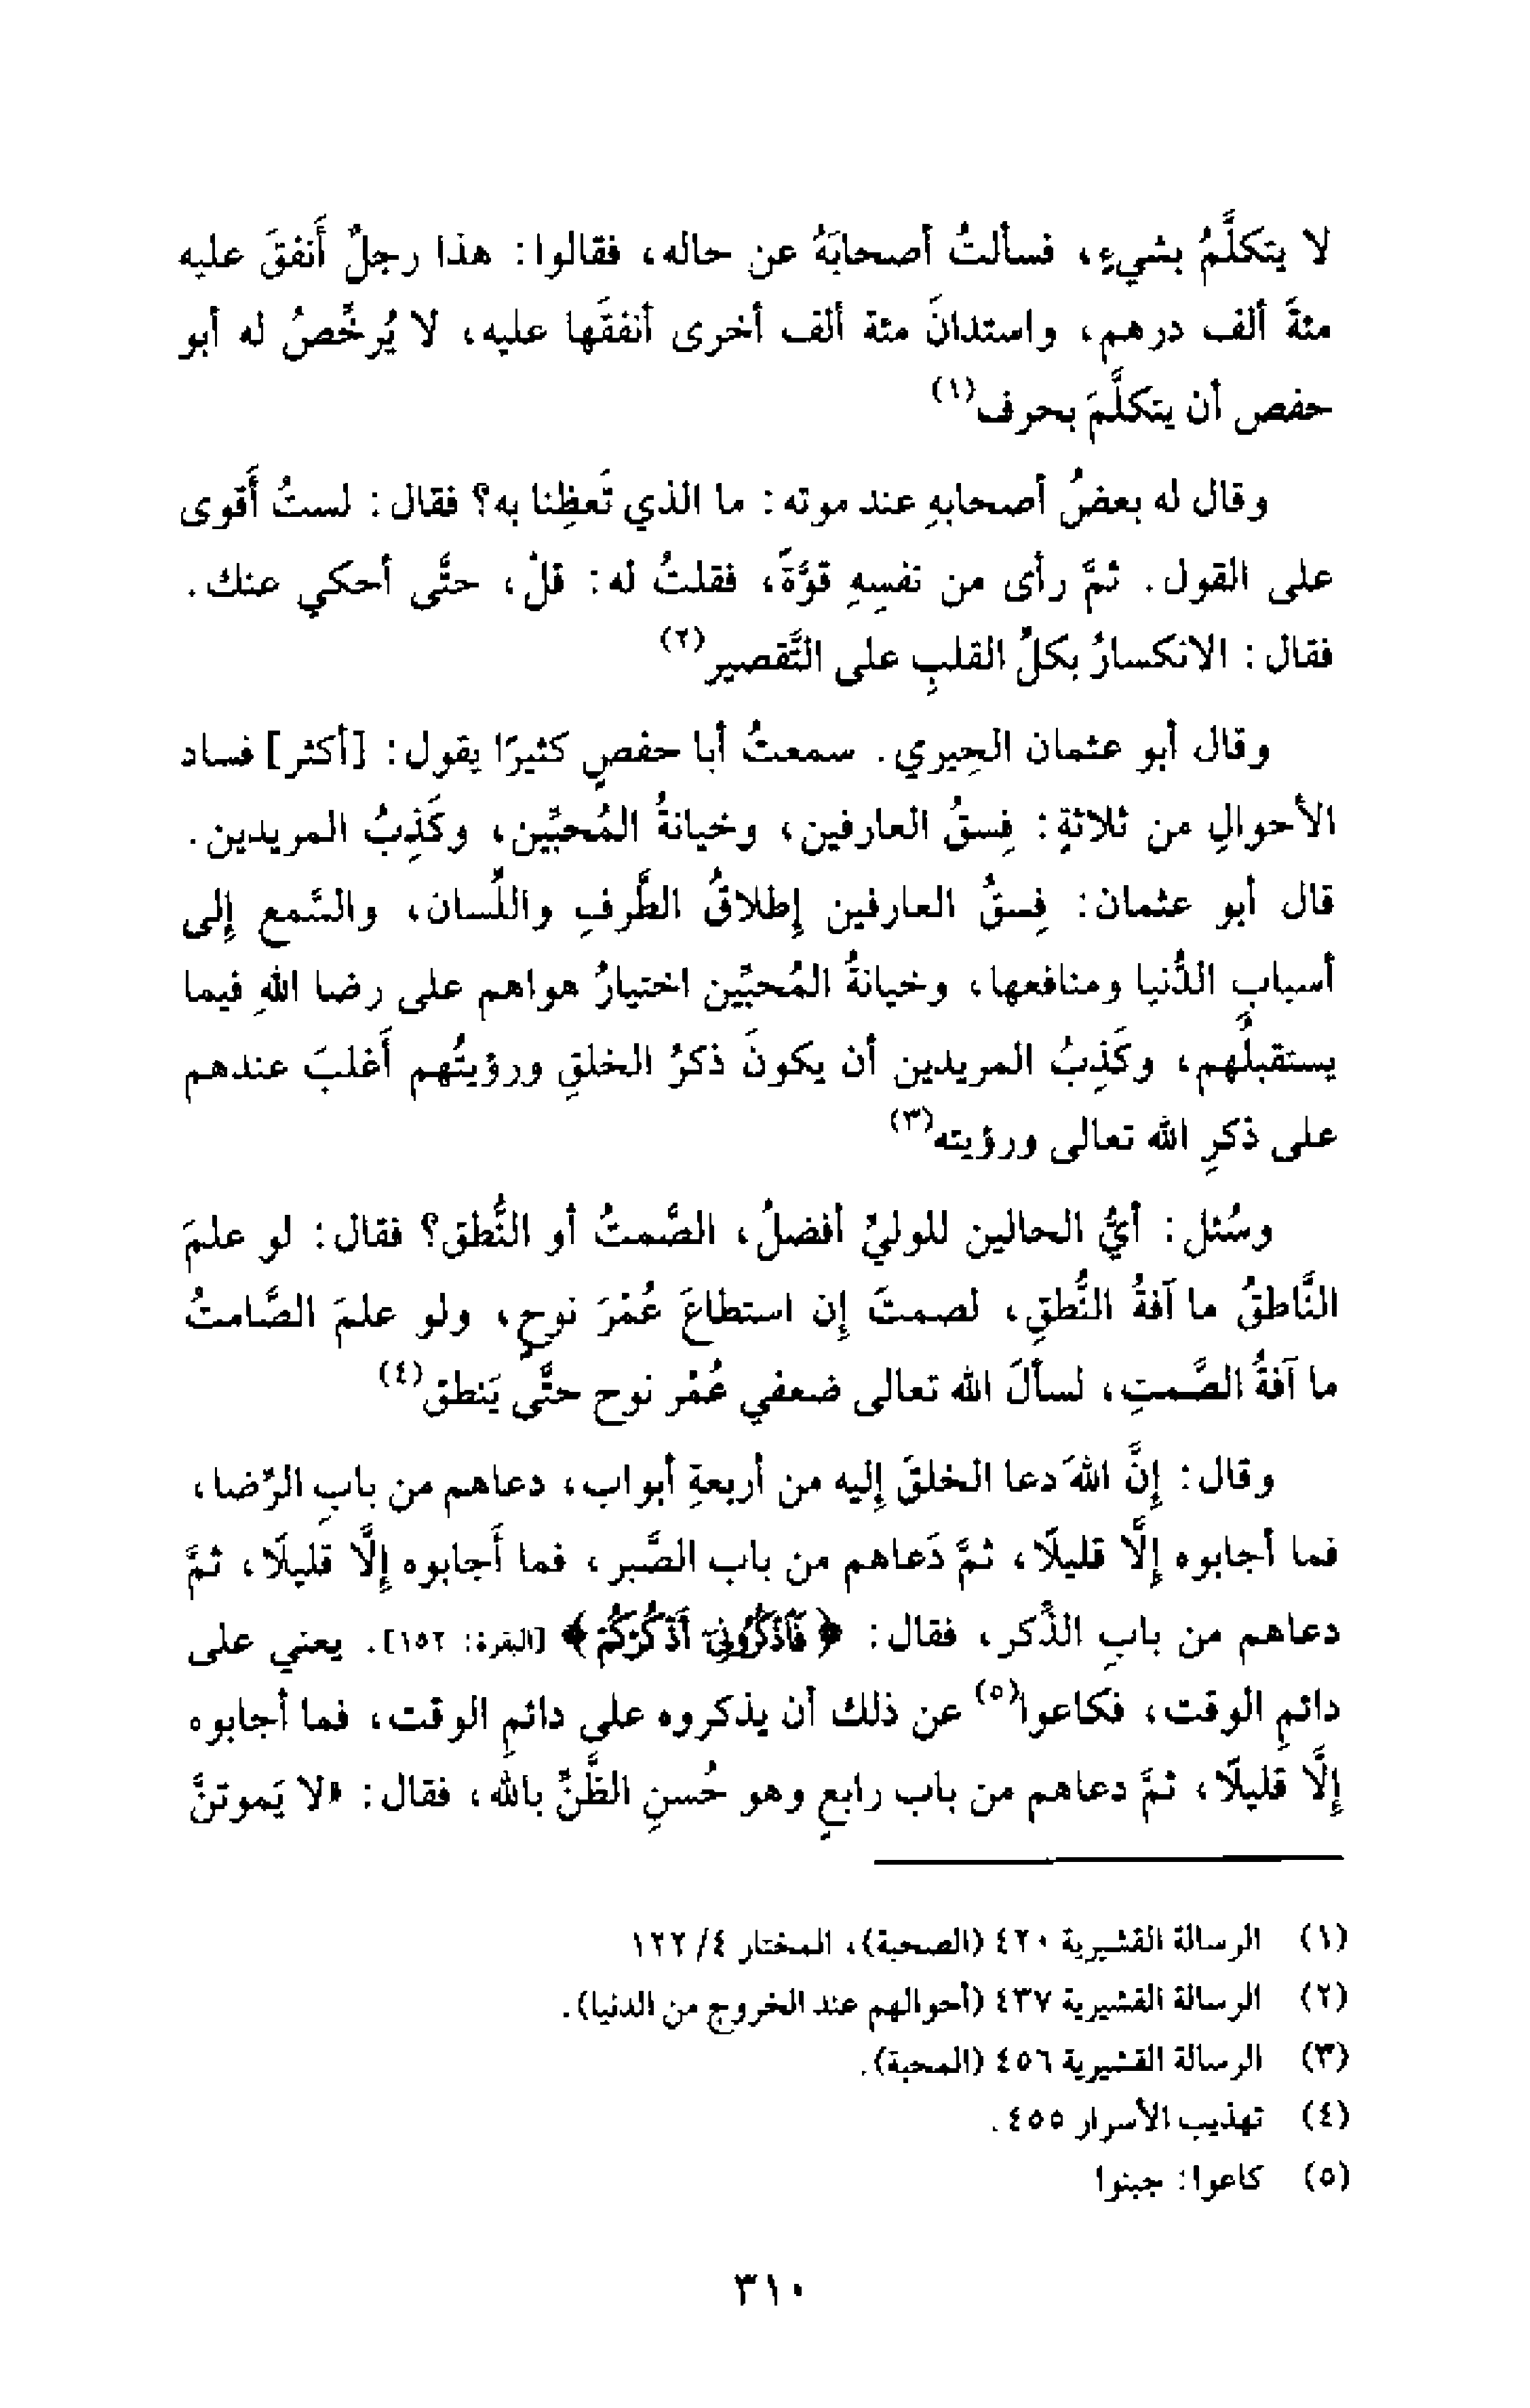 لا يتكلَّمُ بشيءٍ، فسألتُ أصحابَهُ عن حاله، فقالوا: هذا رجلٌ أَنفقَ عليه
مئةَ ألف درهم، واستدانَ مئة ألف أخرى أنفقَها عليه، لا يُرخِّصُ له أبو
حفص أن يتكلَّمَ بحرف(١)
وقال له بعضُ أصحابهِ عند موته: ما الذي تَعظِنا به؟ فقال: لستُ أَقوى
على القول. ثمَّ رأى من نفسِهِ قوَّةً، فقلتُ له: قلْ، حتَّى أحكي عنك.
فقال: الانكسارُ بكلِّ القلبِ على التَّقصير(٢)
وقال أبو عثمان الحِيري. سمعتُ أبا حفصٍ كثيرًا يقول: [أكثر] فساد
الأحوالِ من ثلاثةٍ: فِسقُ العارفين، وخيانةُ المُحبِّين، وكَذِبُ المريدين.
قال أبو عثمان: فِسقُ العارفين إطلاقُ الطَّرفِ واللِّسان، والسَّمع إلى
أسبابِ الدُّنيا ومنافعها، وخيانةُ المُحبِّين اختيارُ هواهم على رضا اللهِ فيما
يستقبلُهم، وكَذِبُ المريدين أن يكونَ ذكرُ الخلقِ ورؤيتُهم أَغلبَ عندهم
على ذكرِ الله تعالى ورؤيته(٣)
وسُئل: أيُّ الحالين للوليِّ أفضلُ، الصَّمتُ أو النُّطق؟ فقال: لو علمَ
النَّاطقُ ما آفةُ النُّطقِ، لصمتَ إن استطاعَ عُمْرَ نوحٍ، ولو علمَ الصَّامتُ
ما آفةُ الصَّمتِ، لسألَ الله تعالى ضعفي عُمْر نوح حتَّى يَنطق(٤)
وقال: إنَّ اللهَ دعا الخلقَ إليه من أربعةِ أبواب، دعاهم من بابِ الرِّضا،
فما أجابوه إلَّا قليلًا، ثمَّ دَعاهم من باب الصَّبر، فما أَجابوه إلَّا قليلًا، ثمَّ
دعاهم من بابِ الذِّكر، فقال: ﴿فَاذْكُرُونِي أَذْكُرْكُمْ﴾ [البقرة: ١٥٢]. يعني على
دائمِ الوقت، فكاعوا(٥) عن ذلك أن يذكروه على دائمِ الوقت، فما أجابوه
إلَّا قليلًا، ثمَّ دعاهم من باب رابعٍ وهو حُسنِ الظَّنِّ بالله، فقال: «لا يَموتنَّ
(١) الرسالة القشيرية ٤٢٠ (الصحبة)، المختار ٤/ ١٢٢
(٢) الرسالة القشيرية ٤٣٧ (أحوالهم عند الخروج من الدنيا).
(٣) الرسالة القشيرية ٤٥٦ (المحبة).
(٤) تهذيب الأسرار ٤٥٥.
(٥) كاعوا: جبنوا
٣١٠